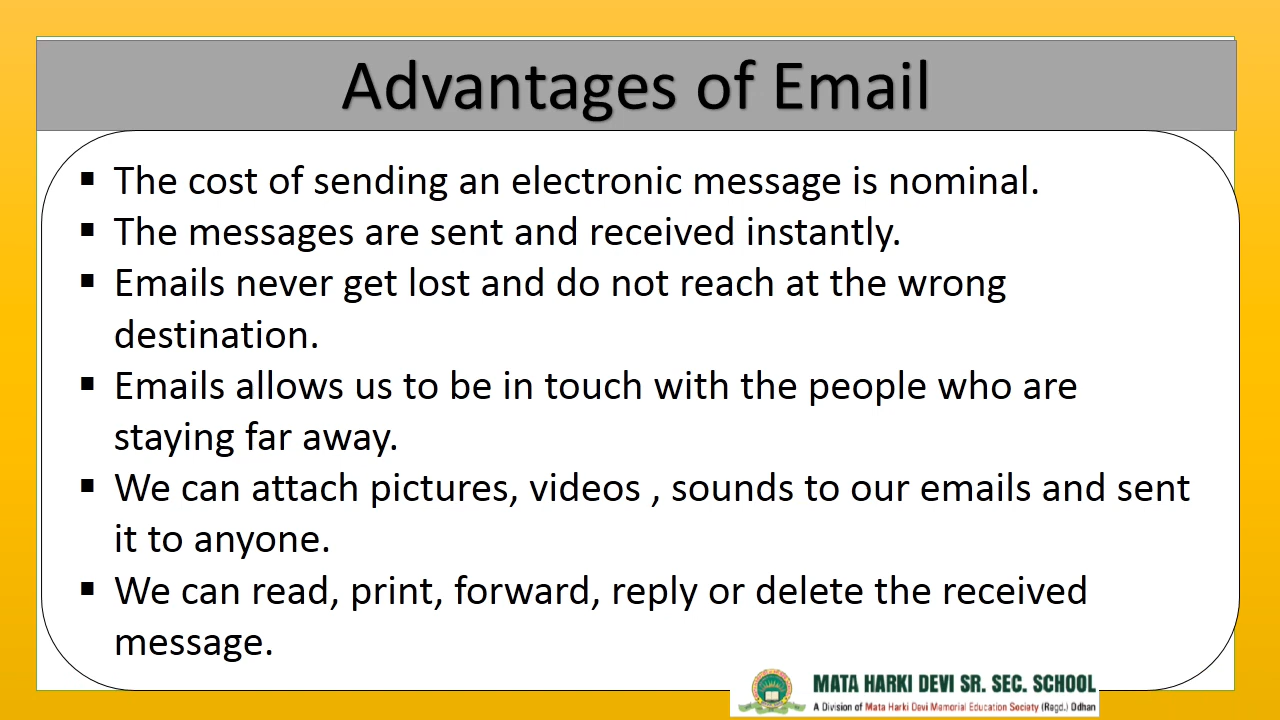 Advantages of Email
▪ The cost of sending an electronic message is nominal.
▪ The messages are sent and received instantly.
▪ Emails never get lost and do not reach at the wrong
destination.
▪ Emails allows us to be in touch with the people who are
staying far away.
▪ We can attach pictures, videos , sounds to our emails and sent
it to anyone.
▪ We can read, print, forward, reply or delete the received
message.
MATA HARKI DEVI SR. SEC. SCHOOL
A Division of Mata Harki Devi Memorial Education Society (Regd.) Odhan